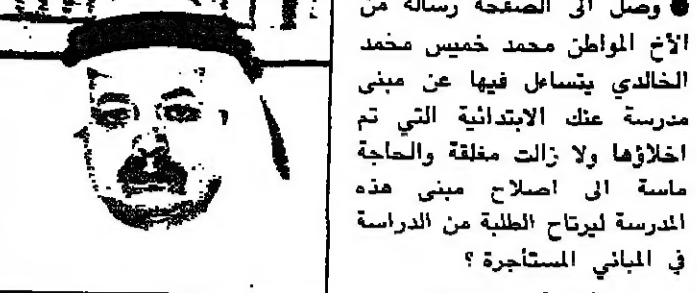 ● وصل الى الصفحة رسالة من
الأخ المواطن محمد خميس محمد
الخالدي يتساءل فيها عن مبنى
مدرسة عنك الابتدائية التي تم
اخلاؤها ولا زالت مغلقة والحاجة
ماسة الى اصلاح مبنى هذه
المدرسة ليرتاح الطلبة من الدراسة
في المباني المستأجرة ؟